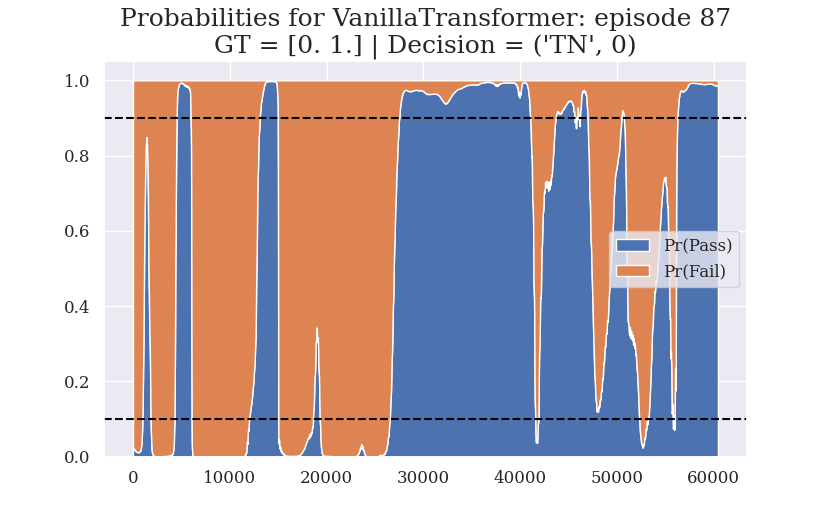 Probabilities for VanillaTransformer: episode 87
GT = [0. 1.] | Decision = ('TN', 0)
1.0
0.8
0.6
0.4
0.2
0.0
Pr(Pass)
Pr(Fail)
0 10000 20000 30000 40000 50000 60000